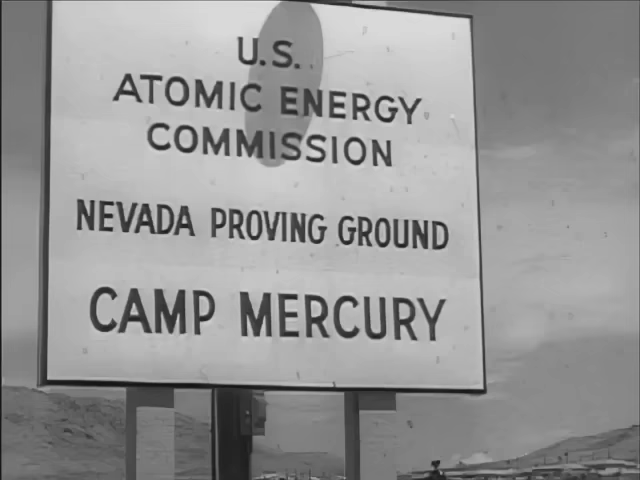 U.S.
ATOMIC ENERGY
COMMISSION
NEVADA PROVING GROUND
CAMP MERCURY